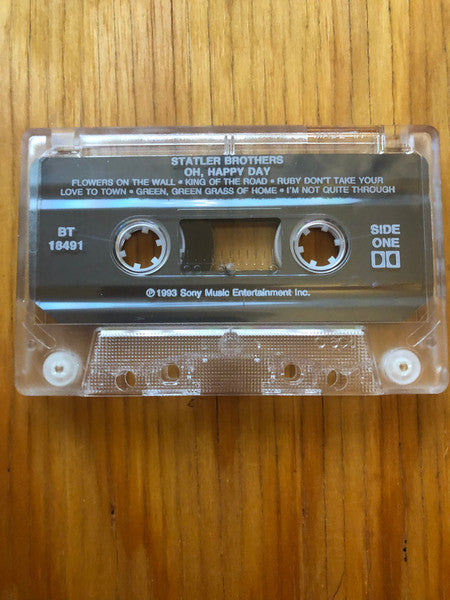 STATLER BROTHERS
OH, HAPPY DAY
FLOWERS ON THE WALL • KING OF THE ROAD • RUBY DON'T TAKE YOUR
LOVE TO TOWN • GREEN, GREEN GRASS OF HOME • I'M NOT QUITE THROUGH
BT
18491
SIDE
ONE
℗ 1993 Sony Music Entertainment Inc.